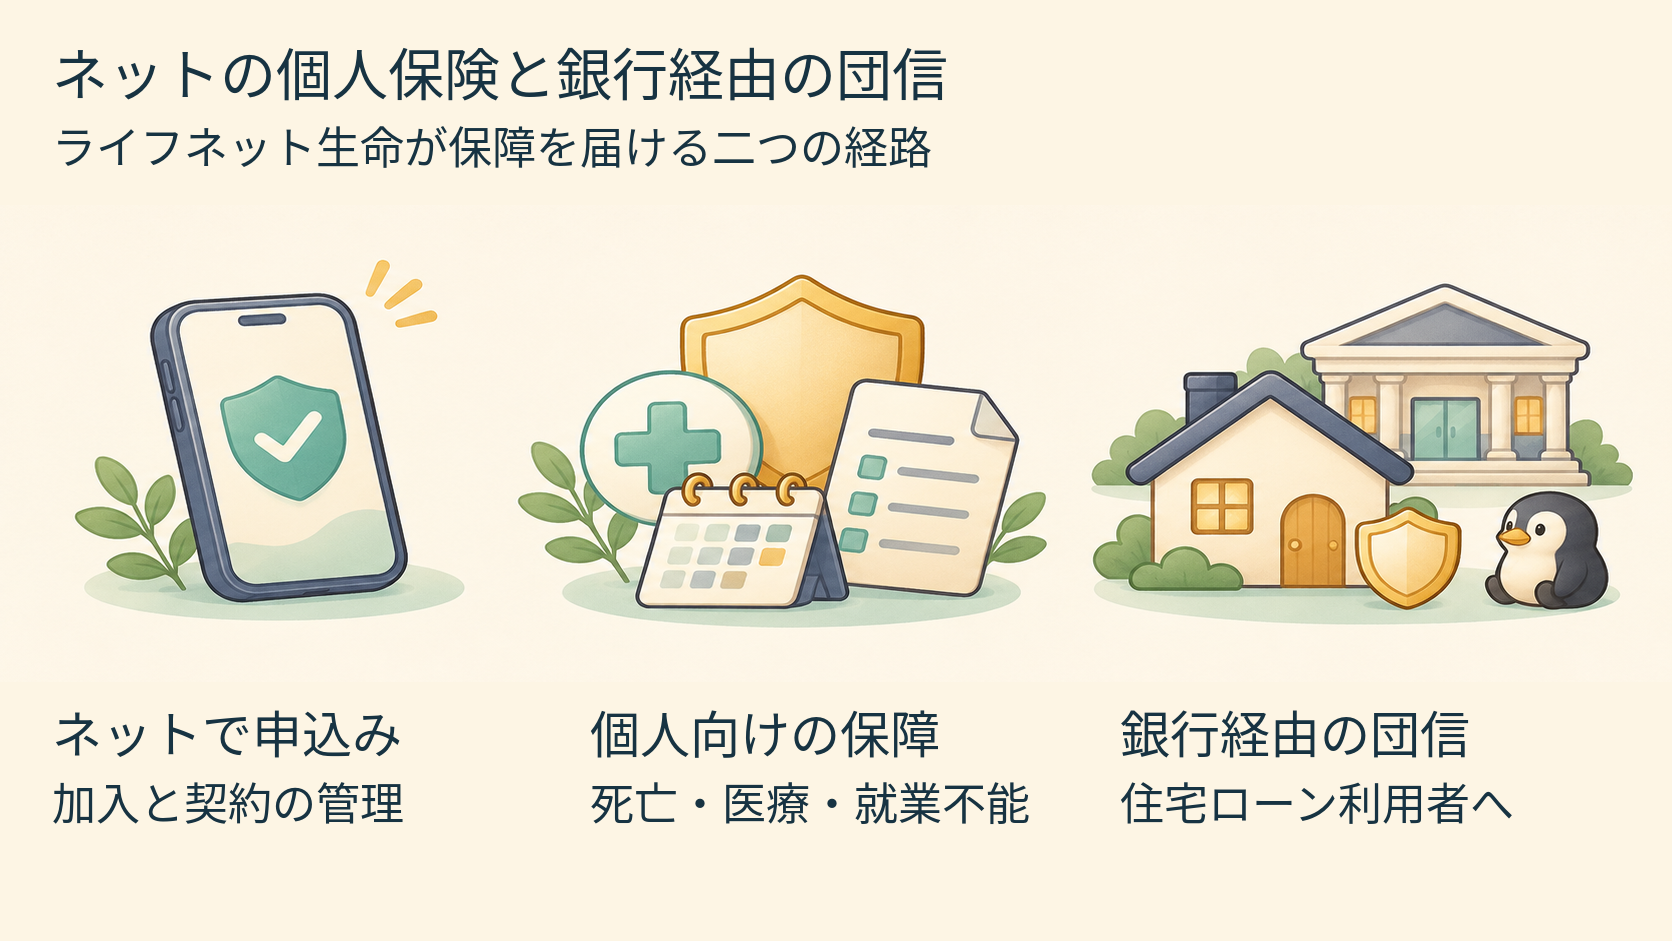 ネットの個人保険と銀行経由の団信
ライフネット生命が保障を届ける二つの経路
ネットで申込み
加入と契約の管理
個人向けの保障
死亡・医療・就業不能
銀行経由の団信
住宅ローン利用者へ